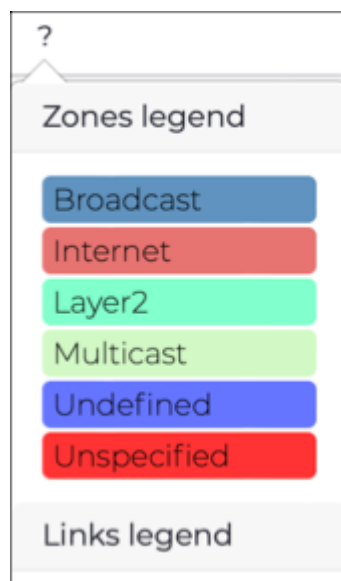 ?
Zones legend
Broadcast
Internet
Layer2
Multicast
Undefined
Unspecified
Links legend